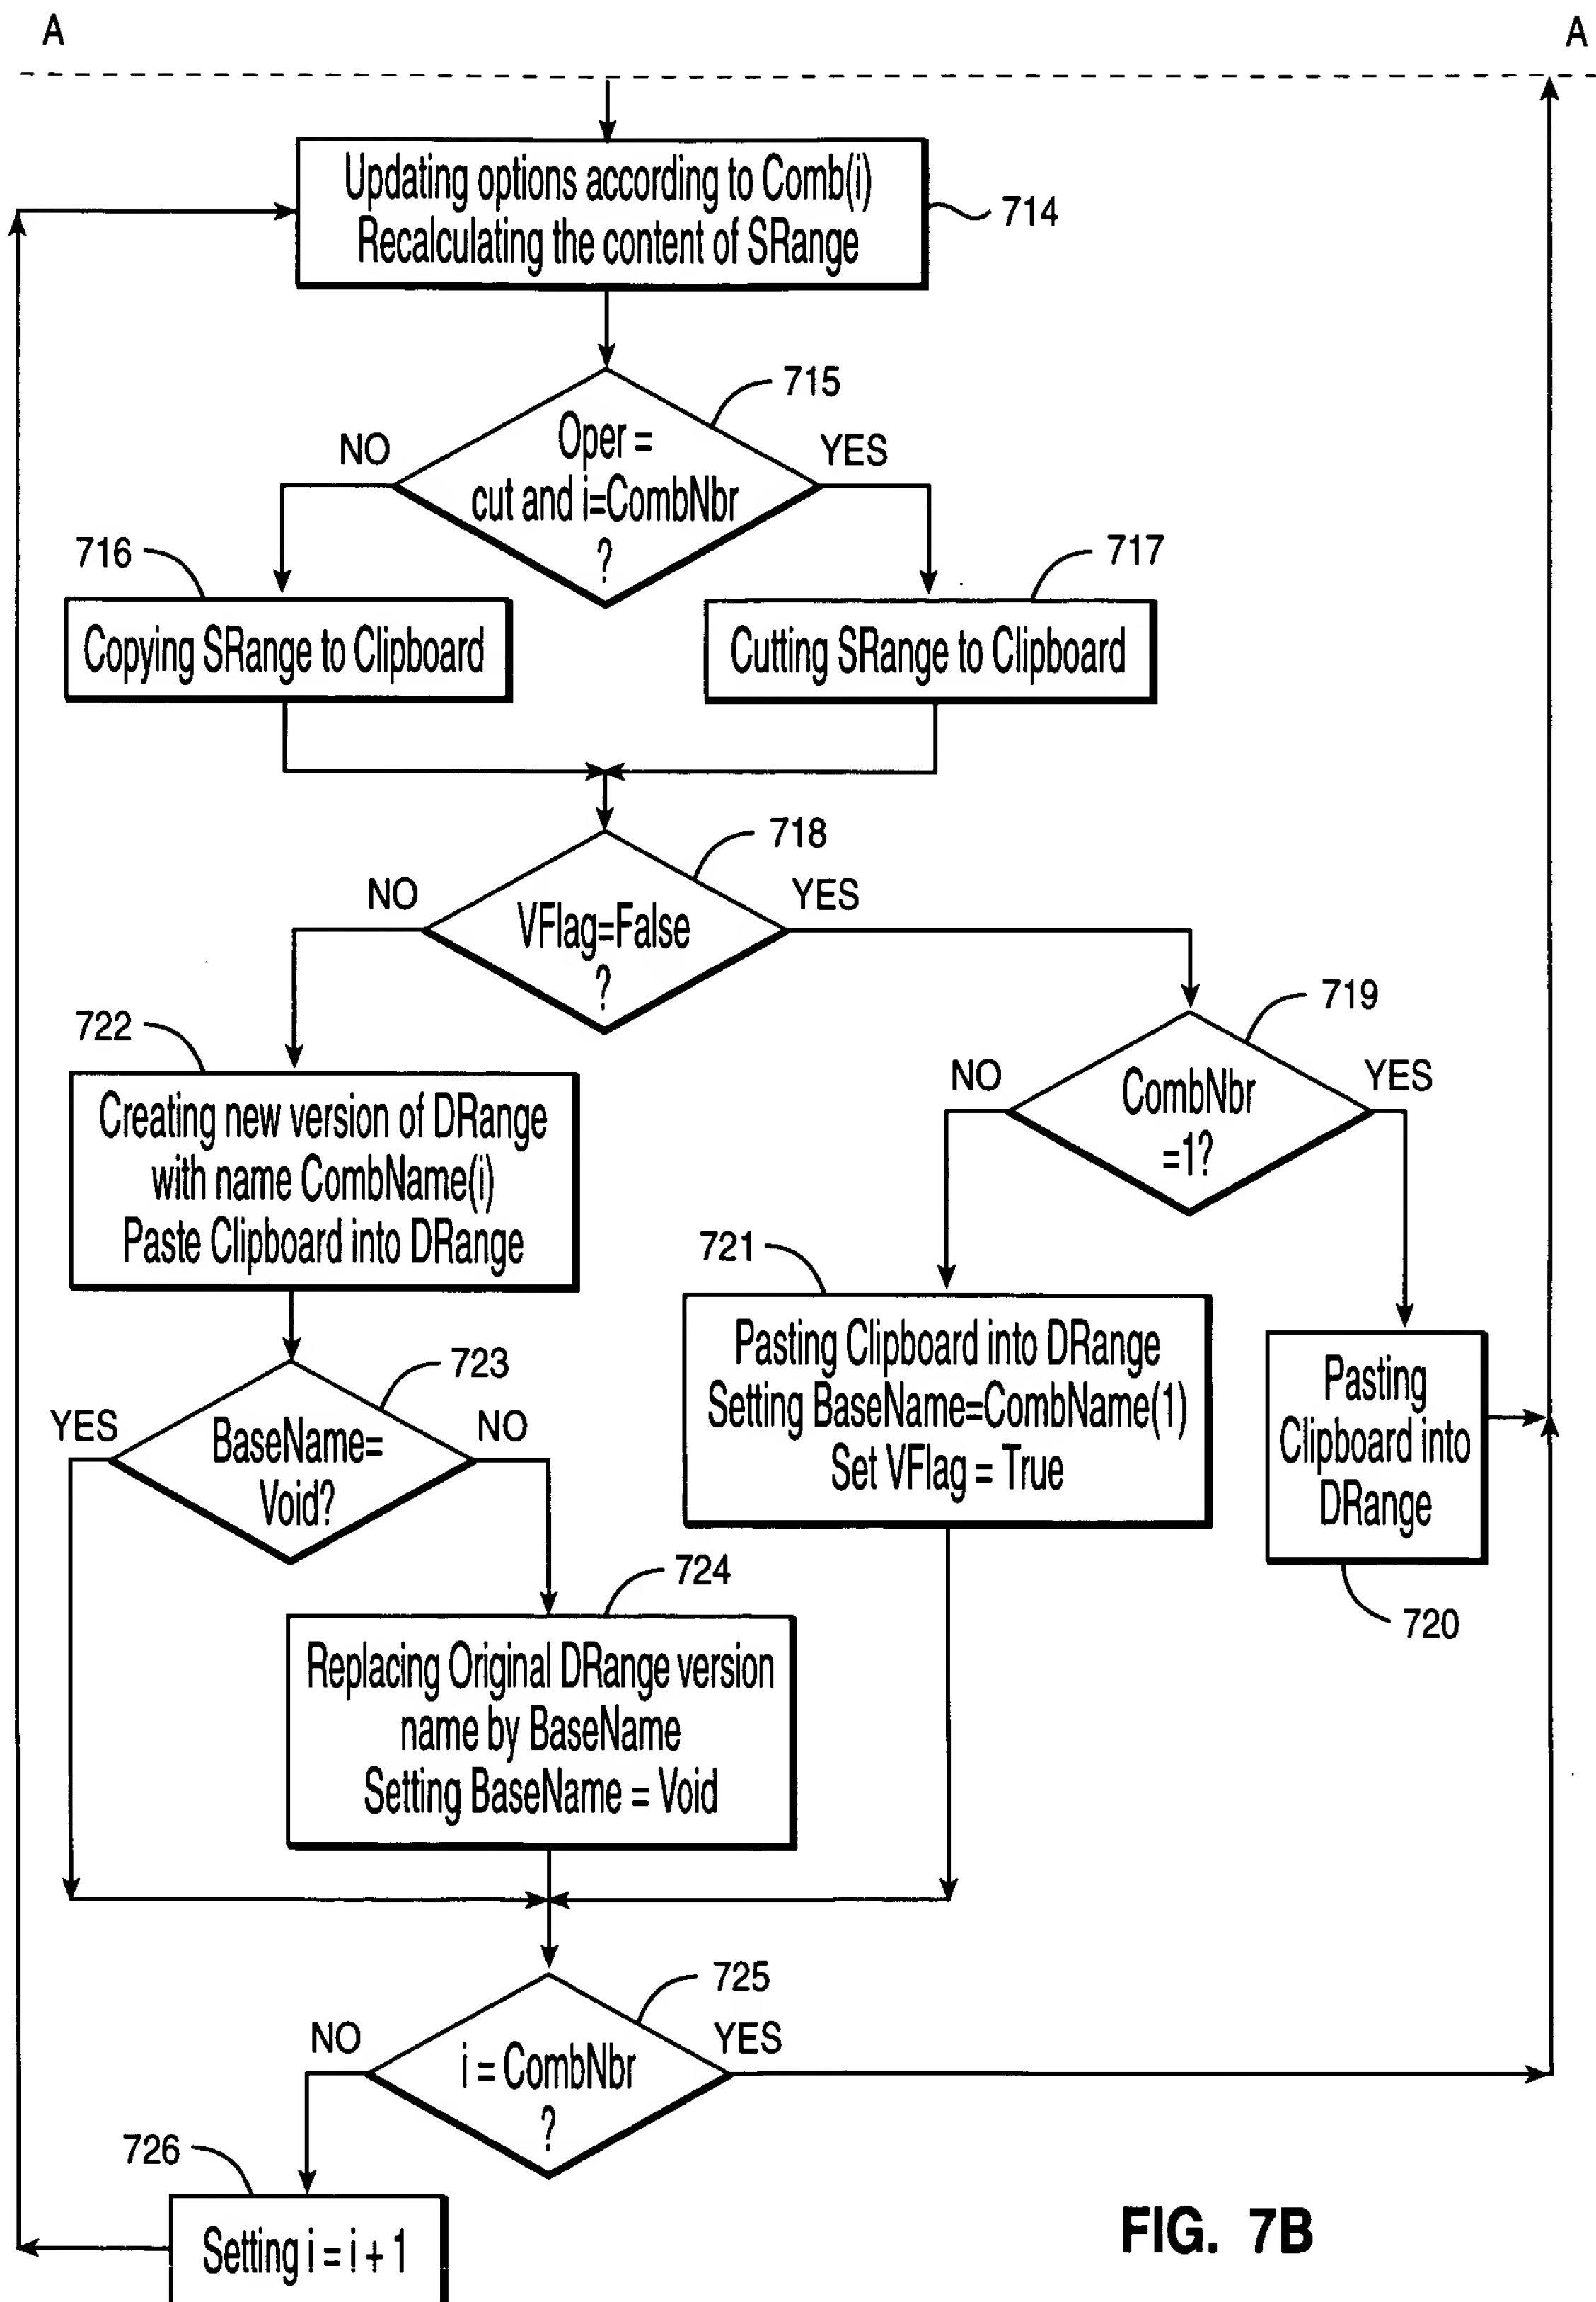 A
A
Updating options according to Comb(i)
Recalculating the content of SRange
714
715
Oper =
cut and i=CombNbr
?
NO
YES
716
717
Copying SRange to Clipboard
Cutting SRange to Clipboard
718
NO
YES
VFlag=False
?
719
722
NO
YES
CombNbr
=1?
Creating new version of DRange
with name CombName(i)
Paste Clipboard into DRange
721
Pasting Clipboard into DRange
Setting BaseName=CombName(1)
Set VFlag = True
Pasting
Clipboard into
DRange
720
723
YES
NO
BaseName=
Void?
724
Replacing Original DRange version
name by BaseName
Setting BaseName = Void
725
NO
YES
i = CombNbr
?
726
Setting i = i + 1
FIG. 7B